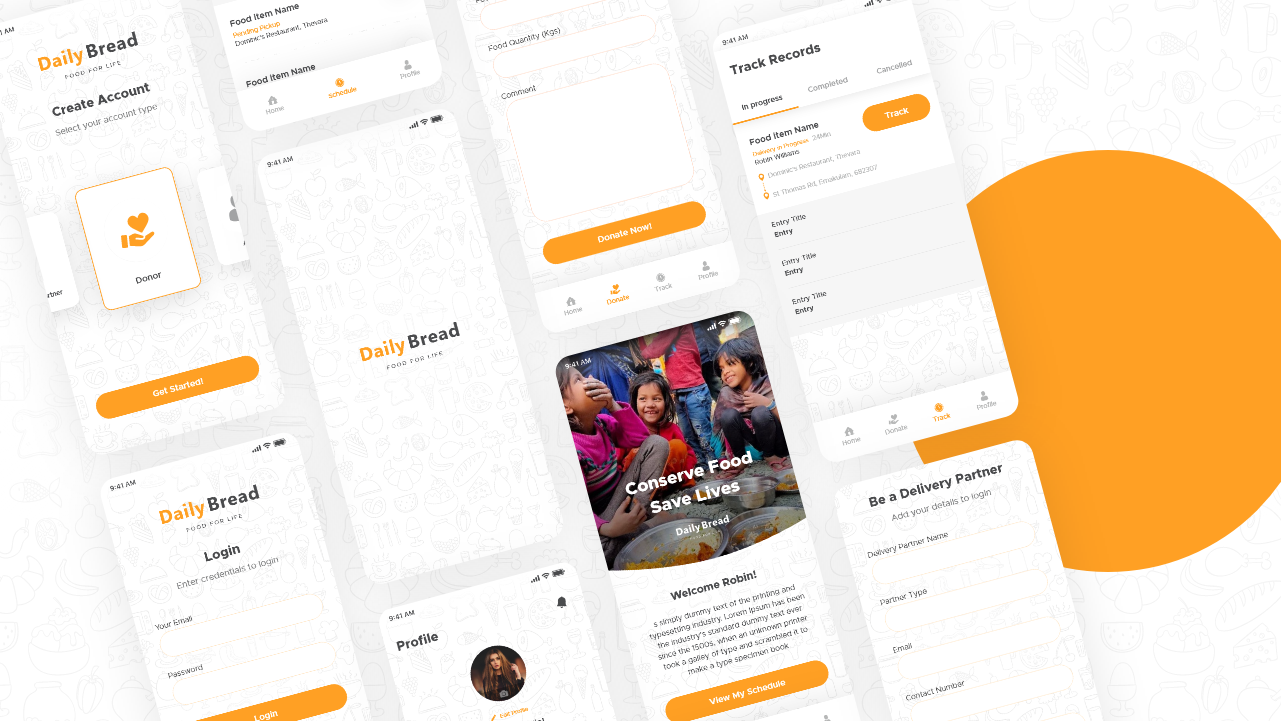 Daily Bread
FOOD FOR LIFE
Create Account
Select your account type
Donor
Get Started!
Food Item Name
Pending Pickup
Dominic's Restaurant, Thevara
Food Item Name
Home
Schedule
Profile
9:41 AM
Daily Bread
FOOD FOR LIFE
9:41 AM
Daily Bread
FOOD FOR LIFE
Login
Enter credentials to login
Your Email
Password
Login
9:41 AM
Profile
Edit Profile
Food Quantity (Kgs)
Comment
Donate Now!
Home
Donate
Track
Profile
9:41 AM
Conserve Food
Save Lives
Daily Bread
Welcome Robin!
s simply dummy text of the printing and
typesetting industry. Lorem Ipsum has been
the industry's standard dummy text ever
since the 1500s, when an unknown printer
took a galley of type and scrambled it to
make a type specimen book.
View My Schedule
9:41 AM
Track Records
In progress
Completed
Cancelled
Food Item Name
Delivery in Progress 24Min
Robin Williams
Track
Dominic's Restaurant, Thevara
St Thomas Rd, Ernakulam, 682207
Entry Title
Entry
Entry Title
Entry
Entry Title
Entry
Home
Donate
Track
Profile
Be a Delivery Partner
Add your details to login
Delivery Partner Name
Partner Type
Email
Contact Number